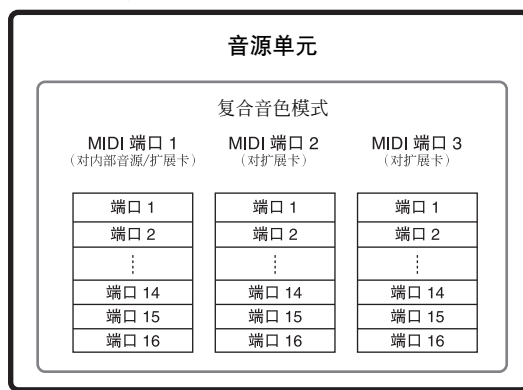 音源单元
复合音色模式
MIDI 端口 1
（对内部音源/扩展卡）
端口 1
端口 2
端口 14
端口 15
端口 16
MIDI 端口 2
（对扩展卡）
端口 1
端口 2
端口 14
端口 15
端口 16
MIDI 端口 3
（对扩展卡）
端口 1
端口 2
端口 14
端口 15
端口 16